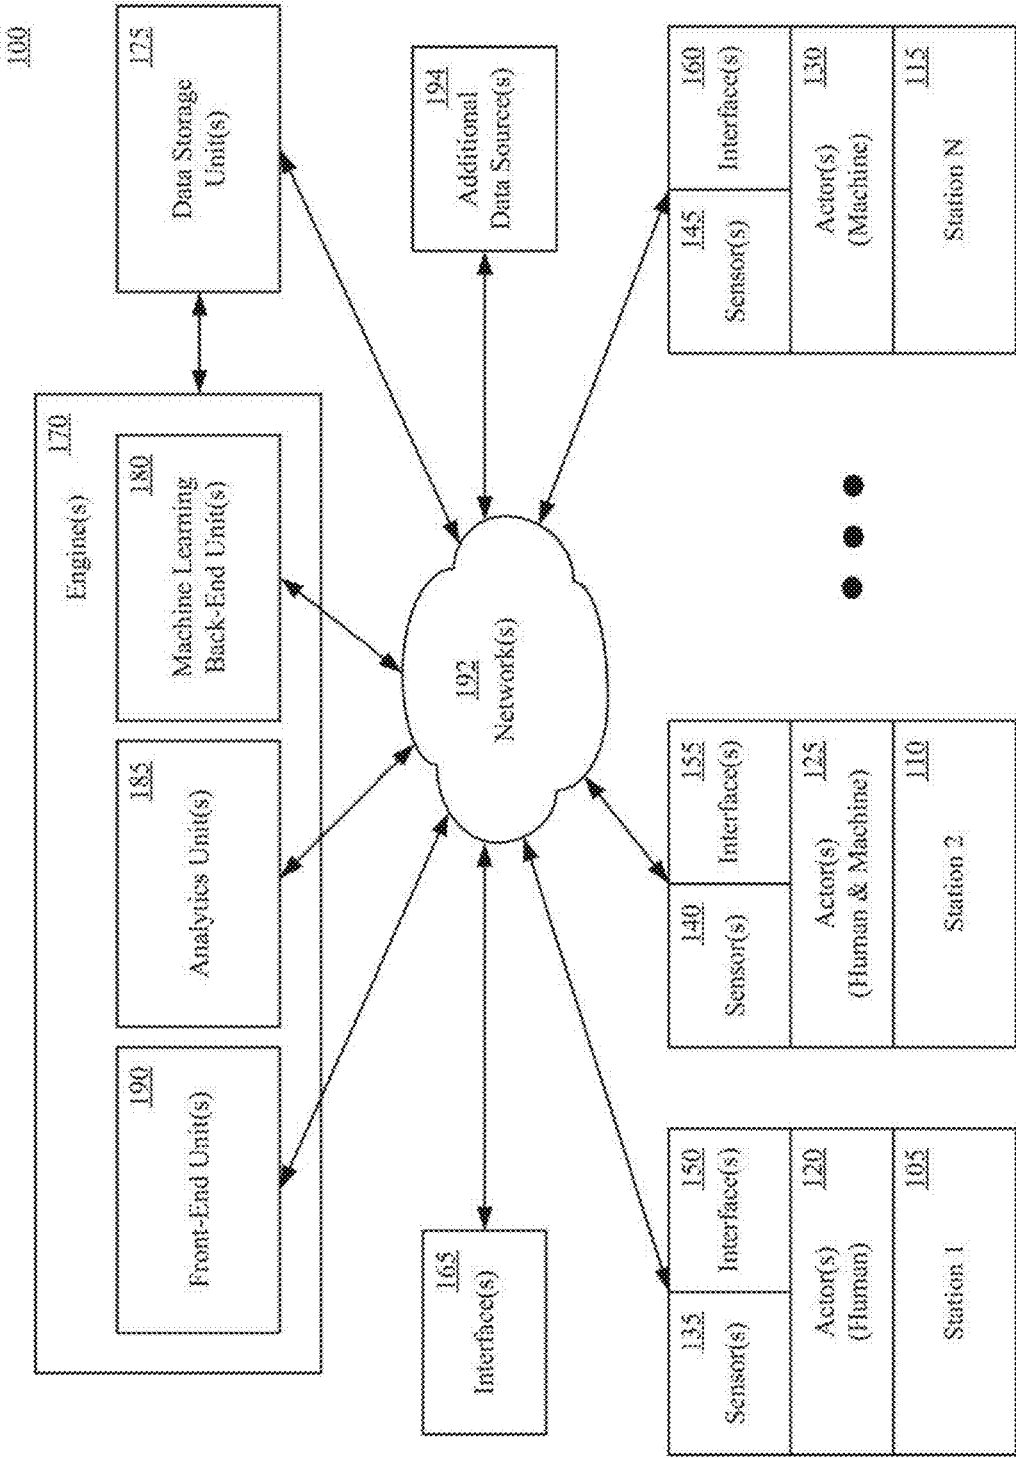 100
Engine(s) 170
Front-End Unit(s) 190
Analytics Unit(s) 185
Machine Learning 180
Back-End Unit(s)
Data Storage 175
Unit(s)
Interface(s) 165
192
Network(s)
Additional 194
Data Source(s)
Sensor(s) 135
Interface(s) 150
Actor(s) 120
(Human)
Station 1 105
Sensor(s) 140
Interface(s) 155
Actor(s) 125
(Human & Machine)
Station 2 110
Sensor(s) 145
Interface(s) 160
Actor(s) 130
(Machine)
Station N 115